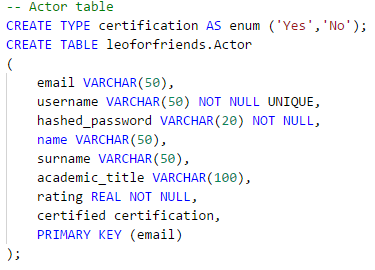 -- Actor table
CREATE TYPE certification AS enum ('Yes','No');
CREATE TABLE leoforfriends.Actor
(
    email VARCHAR(50),
    username VARCHAR(50) NOT NULL UNIQUE,
    hashed_password VARCHAR(20) NOT NULL,
    name VARCHAR(50),
    surname VARCHAR(50),
    academic_title VARCHAR(100),
    rating REAL NOT NULL,
    certified certification,
    PRIMARY KEY (email)
);